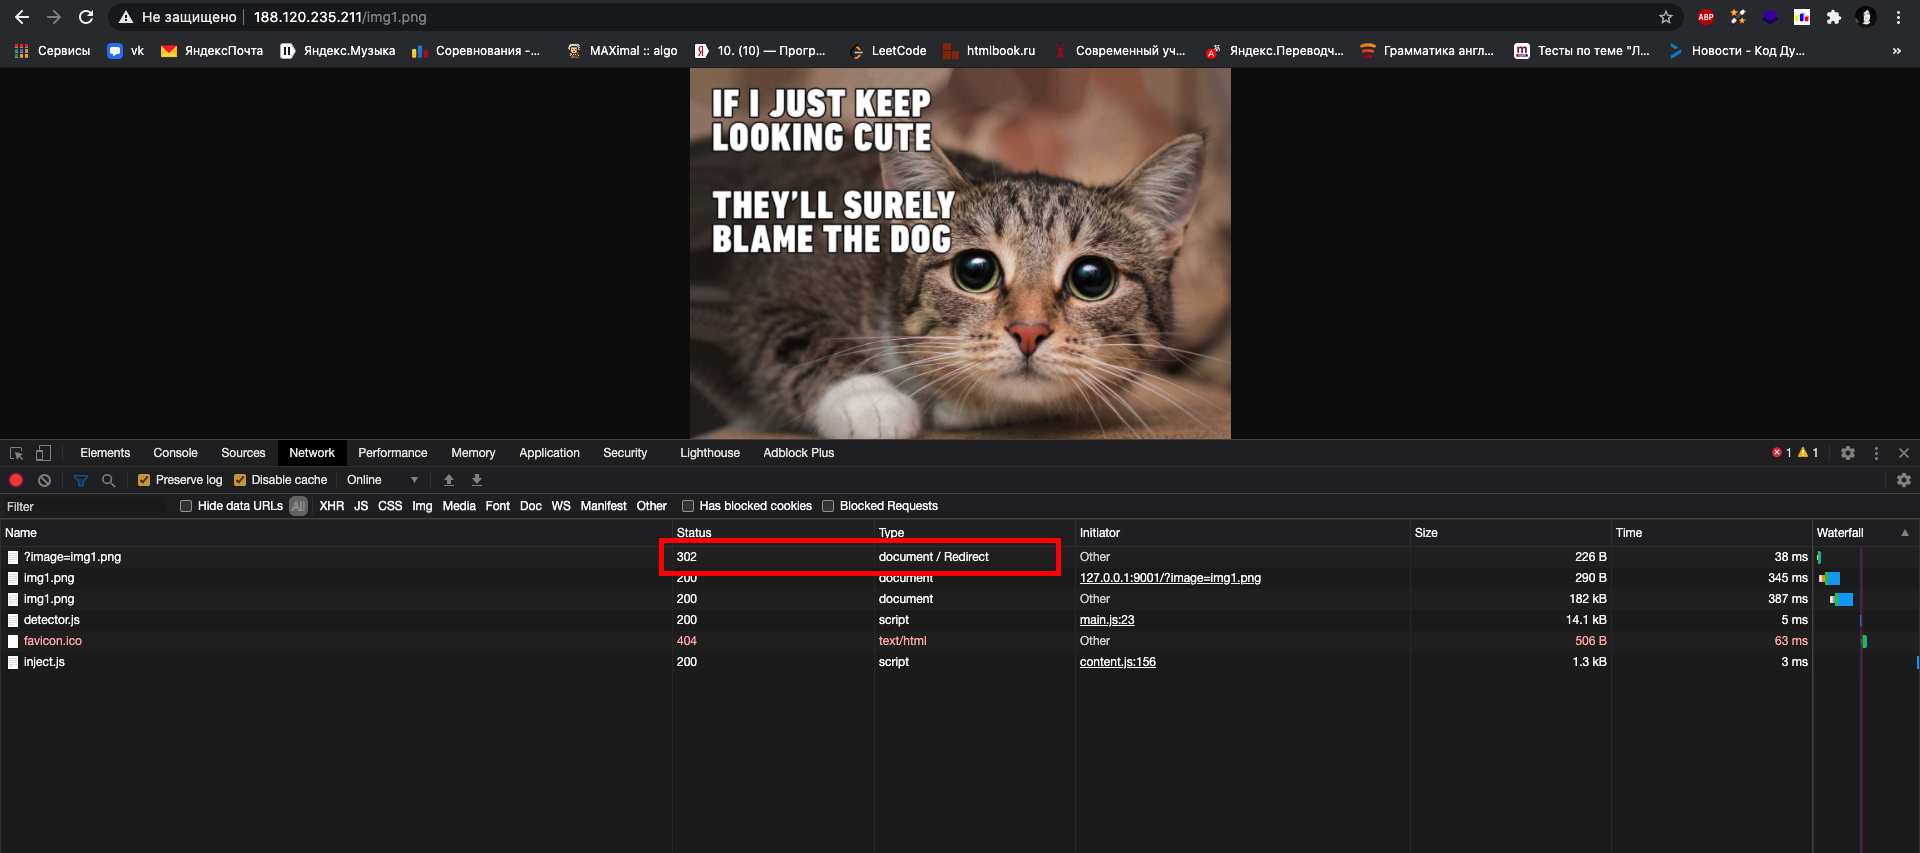 Не защищено 188.120.235.211/img1.png ABP
Сервисы vk ЯндексПочта Яндекс.Музыка Соревнования -... MAXimal :: algo Я 10. (10) — Прогр... LeetCode htmlbook.ru Современный уч... Яндекс.Переводч... Грамматика англ... m Тесты по теме "Л... Новости - Код Ду... »
IF I JUST KEEP
LOOKING CUTE
THEY'LL SURELY
BLAME THE DOG
Elements Console Sources Network Performance Memory Application Security Lighthouse Adblock Plus 1 1
Preserve log Disable cache Online
Filter Hide data URLs All XHR JS CSS Img Media Font Doc WS Manifest Other Has blocked cookies Blocked Requests
Name Status Type Initiator Size Time Waterfall
?image=img1.png 302 document / Redirect Other 226 B 38 ms
img1.png 200 document 127.0.0.1:9001/?image=img1.png 290 B 345 ms
img1.png 200 document Other 182 kB 387 ms
detector.js 200 script main.js:23 14.1 kB 5 ms
favicon.ico 404 text/html Other 506 B 63 ms
inject.js 200 script content.js:156 1.3 kB 3 ms